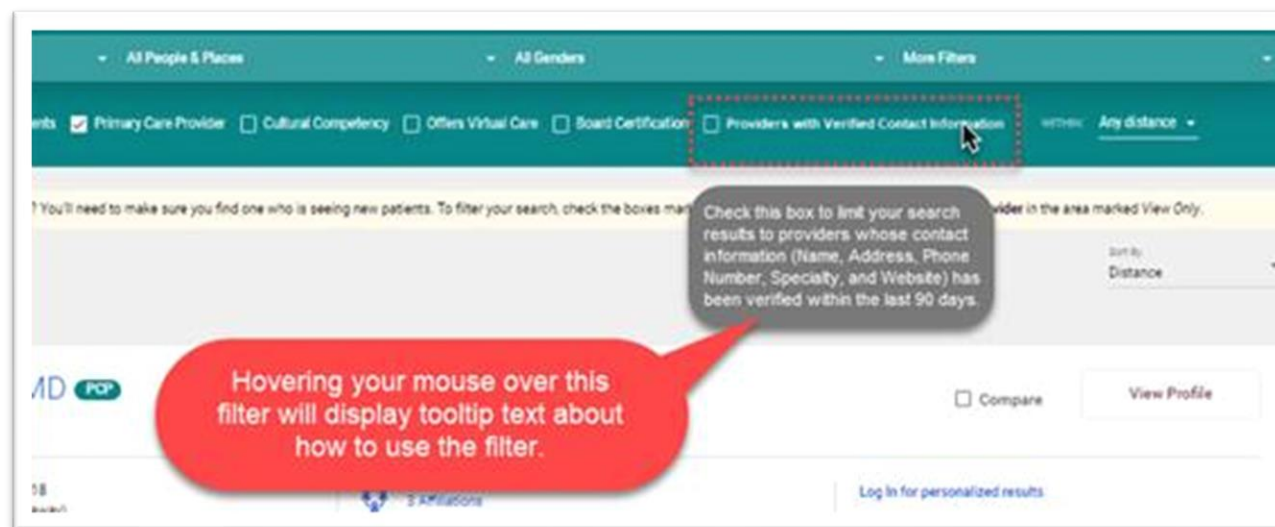 All People & Places
All Genders
More Filters
ents Primary Care Provider Cultural Competency Offers Virtual Care Board Certification Providers with Verified Contact Information WITHIN Any distance
? You'll need to make sure you find one who is seeing new patients. To filter your search, check the boxes mar
vider in the area marked View Only.
Check this box to limit your search
results to providers whose contact
information (Name, Address, Phone
Number, Specialty, and Website) has
been verified within the last 90 days.
Sort By
Distance
Hovering your mouse over this
filter will display tooltip text about
how to use the filter.
MD PCP
Compare
View Profile
18
3 Affiliations
Log In for personalized results